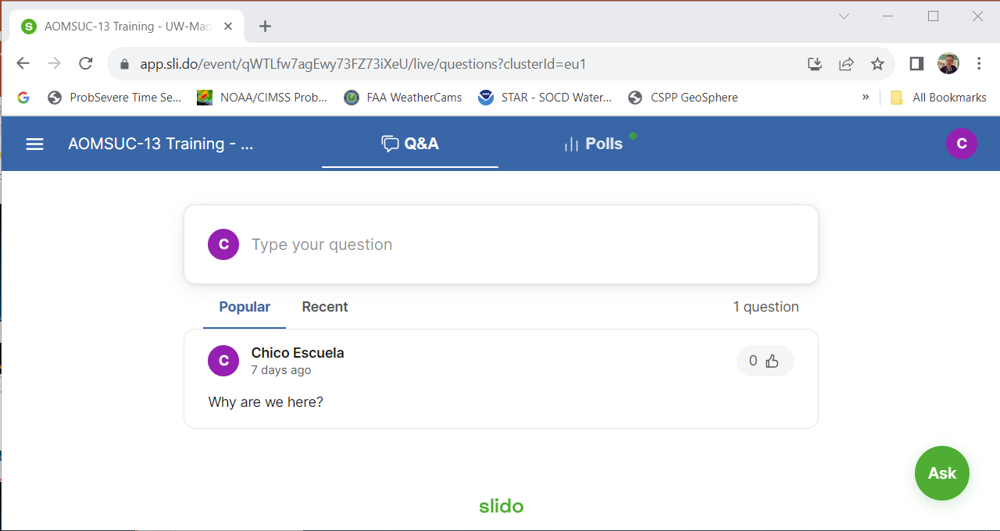 S AOMSUC-13 Training - UW-Mad
app.sli.do/event/qWTLfw7agEwy73FZ73iXeU/live/questions?clusterId=eu1
G ProbSevere Time Se... NOAA/CIMSS Prob... FAA WeatherCams STAR - SOCD Water... CSPP GeoSphere » All Bookmarks
AOMSUC-13 Training - ... Q&A Polls C
C Type your question
Popular Recent 1 question
C Chico Escuela 0
7 days ago
Why are we here?
Ask
slido